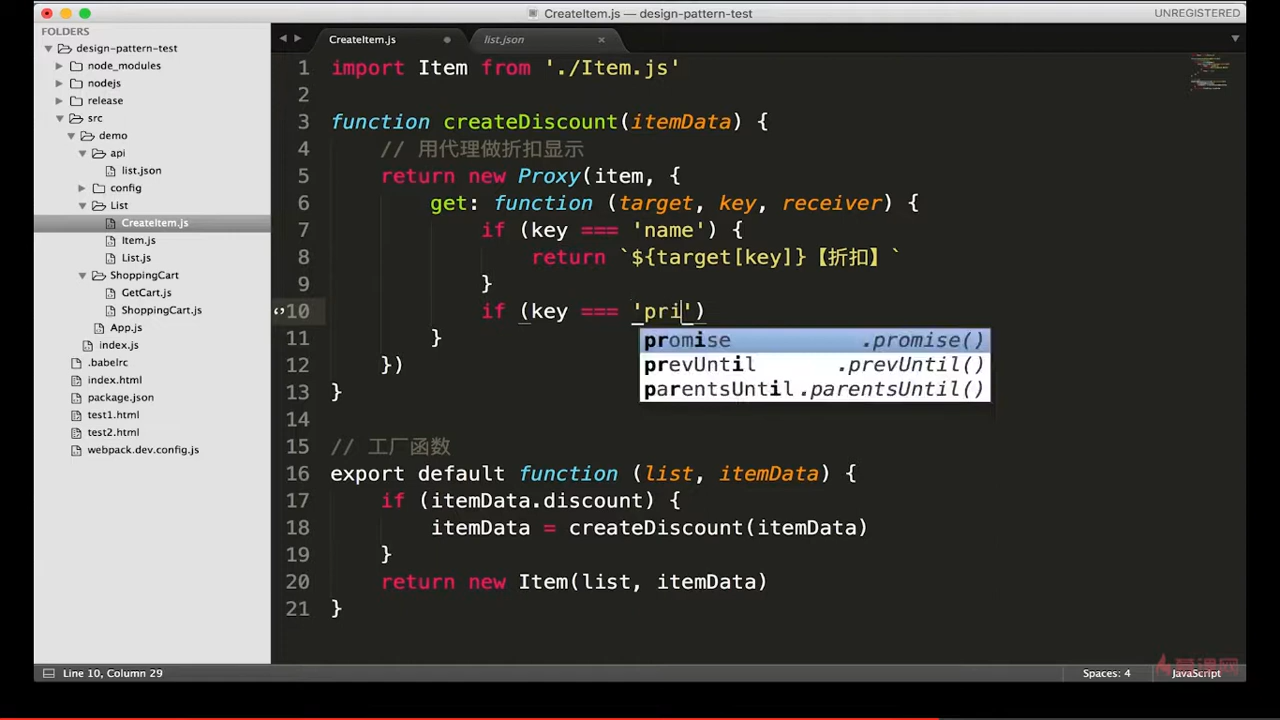 CreateItem.js — design-pattern-test
UNREGISTERED
FOLDERS
design-pattern-test
node_modules
nodejs
release
src
demo
api
list.json
config
List
CreateItem.js
Item.js
List.js
ShoppingCart
GetCart.js
ShoppingCart.js
App.js
index.js
.babelrc
index.html
package.json
test1.html
test2.html
webpack.dev.config.js
CreateItem.js
list.json
1 import Item from './Item.js'
2
3 function createDiscount(itemData) {
4 // 用代理做折扣显示
5 return new Proxy(item, {
6 get: function (target, key, receiver) {
7 if (key === 'name') {
8 return `${target[key]}【折扣】`
9 }
10 if (key === 'pri')
promise .promise()
11 }
prevUntil .prevUntil()
12 })
parentsUntil .parentsUntil()
13 }
14
15 // 工厂函数
16 export default function (list, itemData) {
17 if (itemData.discount) {
18 itemData = createDiscount(itemData)
19 }
20 return new Item(list, itemData)
21 }
Line 10, Column 29
Spaces: 4
JavaScript
慕课网